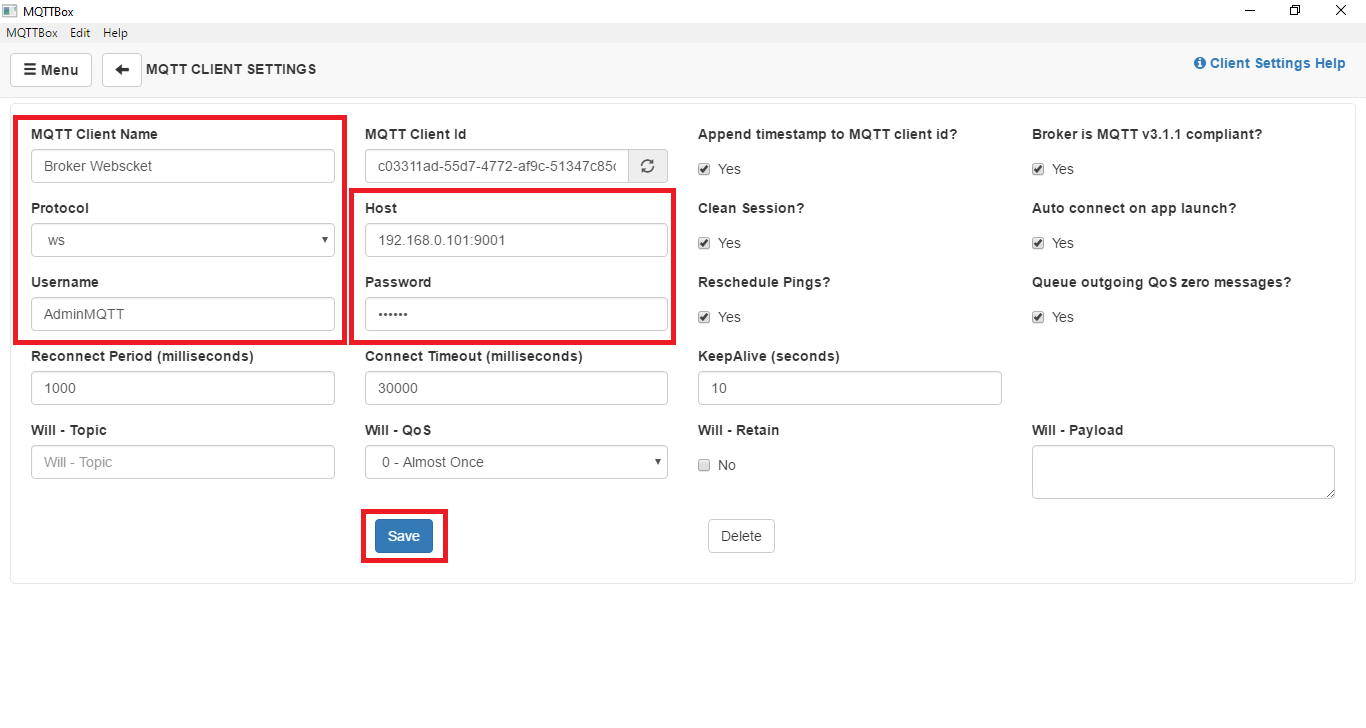 MQTTBox
MQTTBox Edit Help
Menu
MQTT CLIENT SETTINGS
Client Settings Help
MQTT Client Name
Broker Webscket
MQTT Client Id
c03311ad-55d7-4772-af9c-51347c85
Append timestamp to MQTT client id?
Yes
Broker is MQTT v3.1.1 compliant?
Yes
Protocol
ws
Host
192.168.0.101:9001
Clean Session?
Yes
Auto connect on app launch?
Yes
Username
AdminMQTT
Password
••••••
Reschedule Pings?
Yes
Queue outgoing QoS zero messages?
Yes
Reconnect Period (milliseconds)
1000
Connect Timeout (milliseconds)
30000
KeepAlive (seconds)
10
Will - Topic
Will - Topic
Will - QoS
0 - Almost Once
Will - Retain
No
Will - Payload
Save
Delete